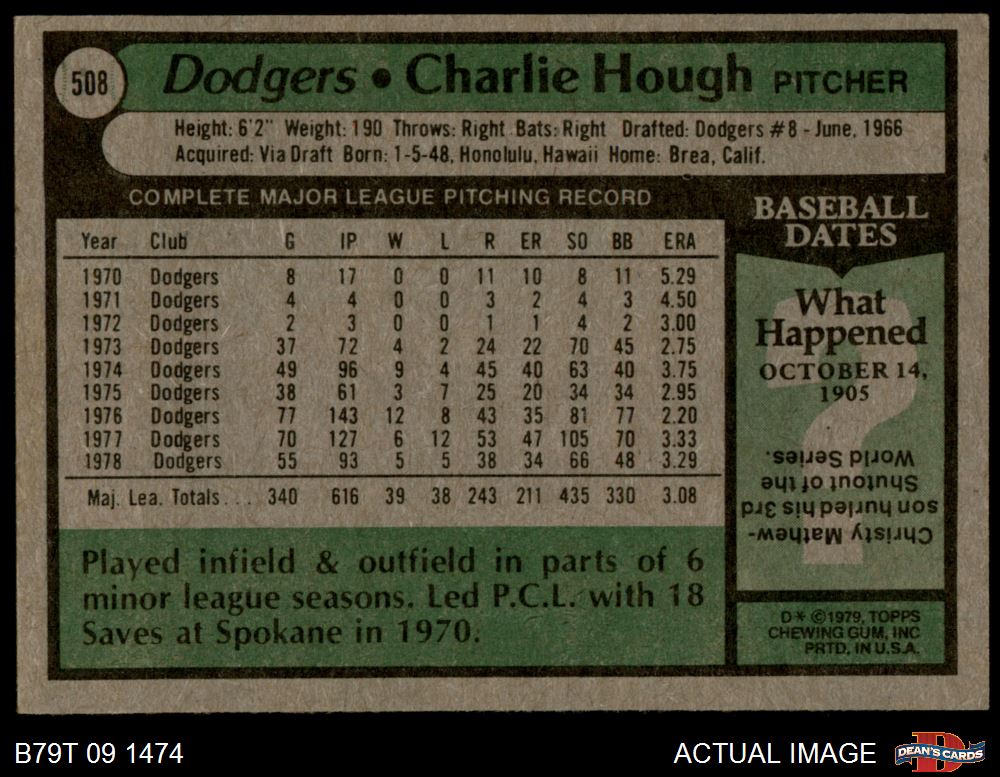 508 Dodgers • Charlie Hough PITCHER
Height: 6'2" Weight: 190 Throws: Right Bats: Right Drafted: Dodgers #8 - June, 1966
Acquired: Via Draft Born: 1-5-48, Honolulu, Hawaii Home: Brea, Calif.
COMPLETE MAJOR LEAGUE PITCHING RECORD
Year Club G IP W L R ER SO BB ERA
1970 Dodgers 8 17 0 0 11 10 8 11 5.29
1971 Dodgers 4 4 0 0 3 2 4 3 4.50
1972 Dodgers 2 3 0 0 1 1 4 2 3.00
1973 Dodgers 37 72 4 2 24 22 70 45 2.75
1974 Dodgers 49 96 9 4 45 40 63 40 3.75
1975 Dodgers 38 61 3 7 25 20 34 34 2.95
1976 Dodgers 77 143 12 8 43 35 81 77 2.20
1977 Dodgers 70 127 6 12 53 47 105 70 3.33
1978 Dodgers 55 93 5 5 38 34 66 48 3.29
Maj. Lea. Totals... 340 616 39 38 243 211 435 330 3.08
Played infield & outfield in parts of 6
minor league seasons. Led P.C.L. with 18
Saves at Spokane in 1970.
BASEBALL
DATES
What
Happened
OCTOBER 14,
1905
Christy Mathew-
son hurled his 3rd
Shutout of the
World Series.
D* ©1979, TOPPS
CHEWING GUM, INC
PRTD. IN U.S.A.
B79T 09 1474
ACTUAL IMAGE
DEAN'S CARDS